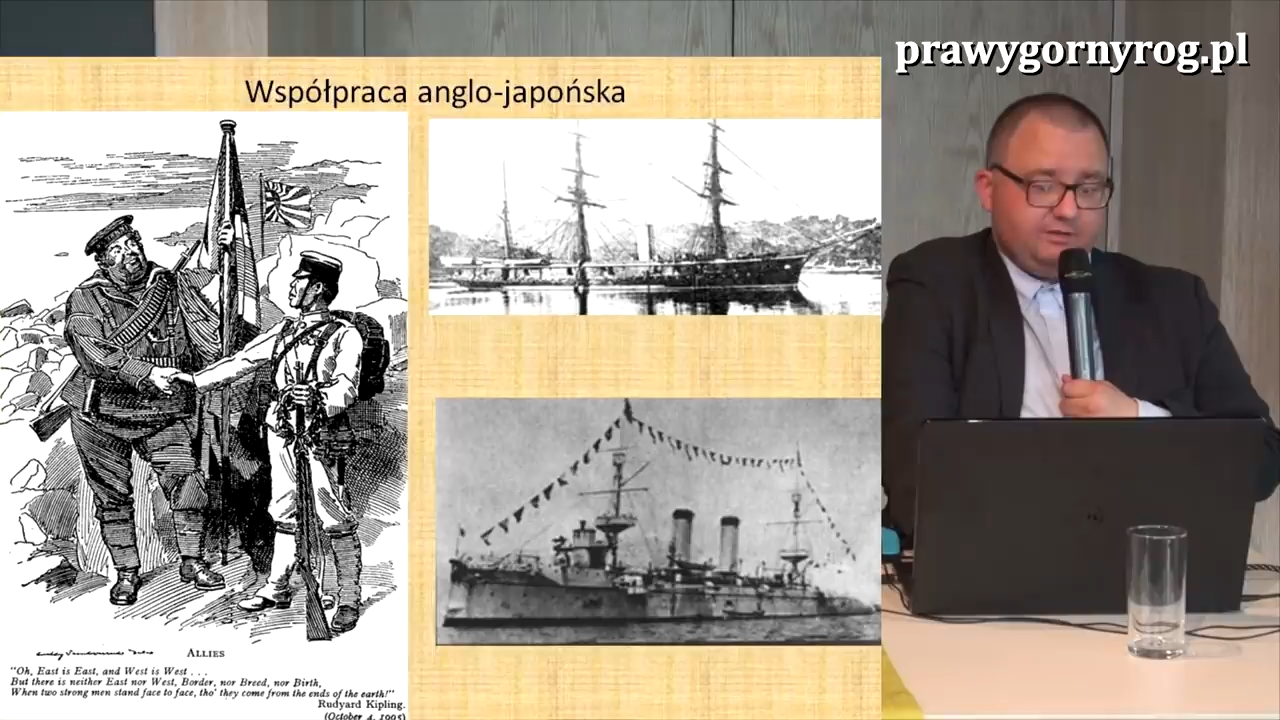 prawygornyrog.pl
Współpraca anglo-japońska
ALLIES
"Oh, East is East, and West is West . . .
But there is neither East nor West, Border, nor Breed, nor Birth,
When two strong men stand face to face, tho' they come from the ends of the earth!"
Rudyard Kipling.
(October 4, 1905)